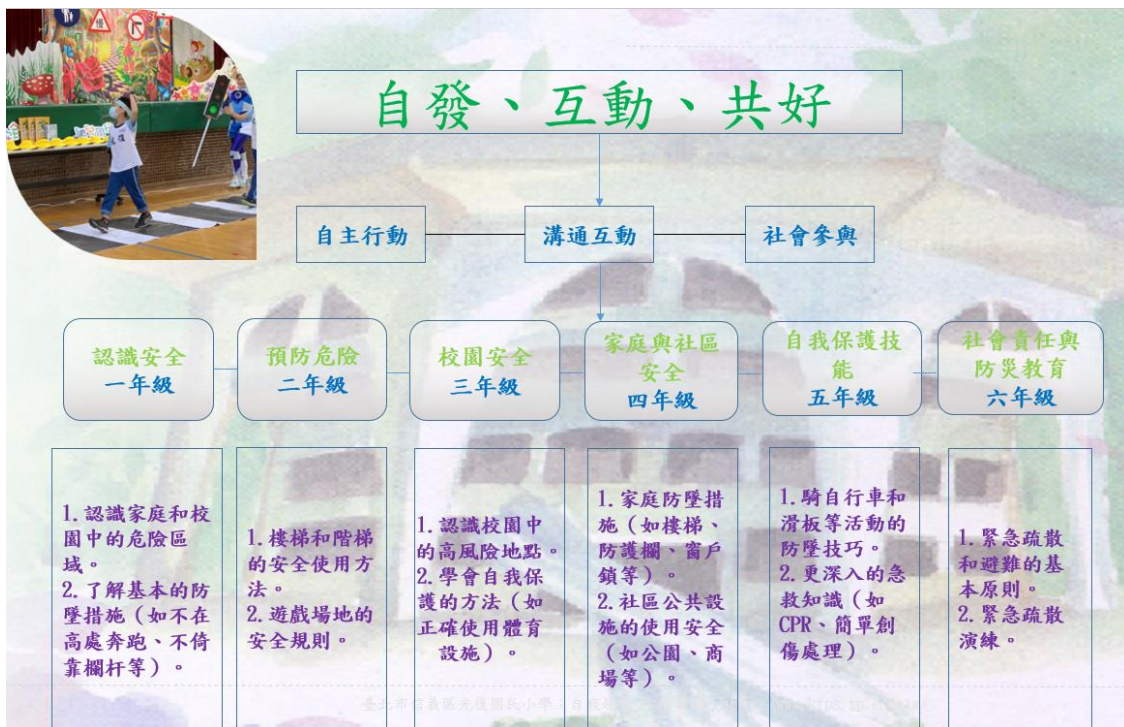 自發、互動、共好
自主行動
溝通互動
社會參與
認識安全
一年級
預防危險
二年級
校園安全
三年級
家庭與社區
安全
四年級
自我保護技
能
五年級
社會責任與
防災教育
六年級
1. 認識家庭和校
園中的危險區
域。
2. 了解基本的防
墜措施（如不在
高處奔跑、不倚
靠欄杆等）。
1. 樓梯和階梯
的安全使用方
法。
2. 遊戲場地的
安全規則。
1. 認識校園中
的高風險地點。
2. 學會自我保
護的方法（如
正確使用體育
設施）。
1. 家庭防墜措
施（如樓梯、
防護欄、窗戶
鎖等）。
2. 社區公共設
施的使用安全
（如公園、商
場等）。
1. 騎自行車和
滑板等活動的
防墜技巧。
2. 更深入的急
救知識（如
CPR、簡單創
傷處理）。
1. 緊急疏散
和避難的基
本原則。
2. 緊急疏散
演練。
臺北市信義區光復國民小學